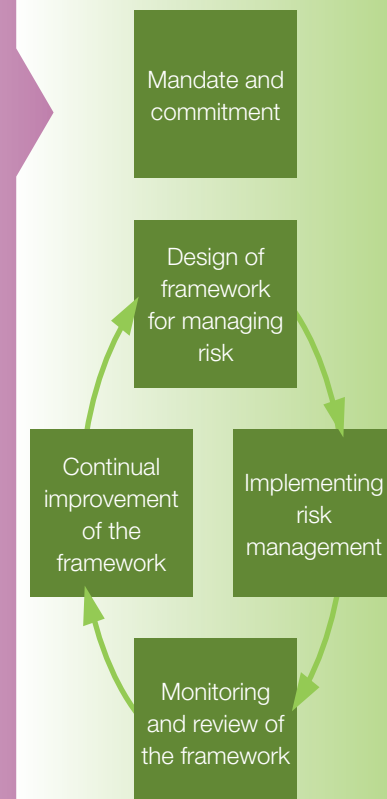 Mandate and
commitment
Design of
framework
for managing
risk
Continual
improvement
of the
framework
Implementing
risk
management
Monitoring
and review of
the framework